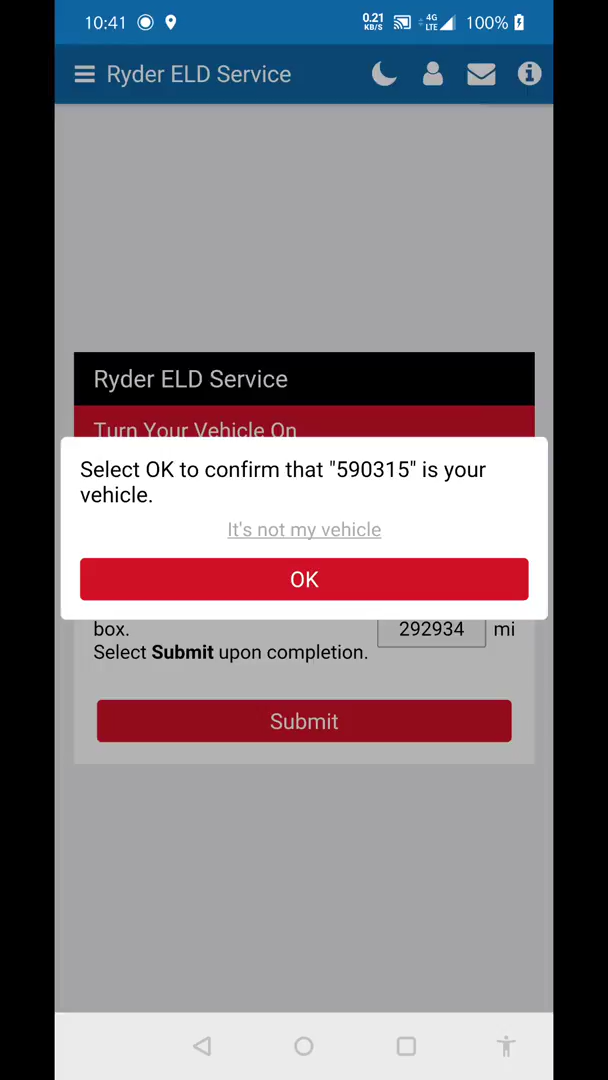 10:41 0.21 KB/S 4G LTE 100%
Ryder ELD Service
Ryder ELD Service
Turn Your Vehicle On
Select OK to confirm that "590315" is your
vehicle.
It's not my vehicle
OK
box. 292934 mi
Select Submit upon completion.
Submit